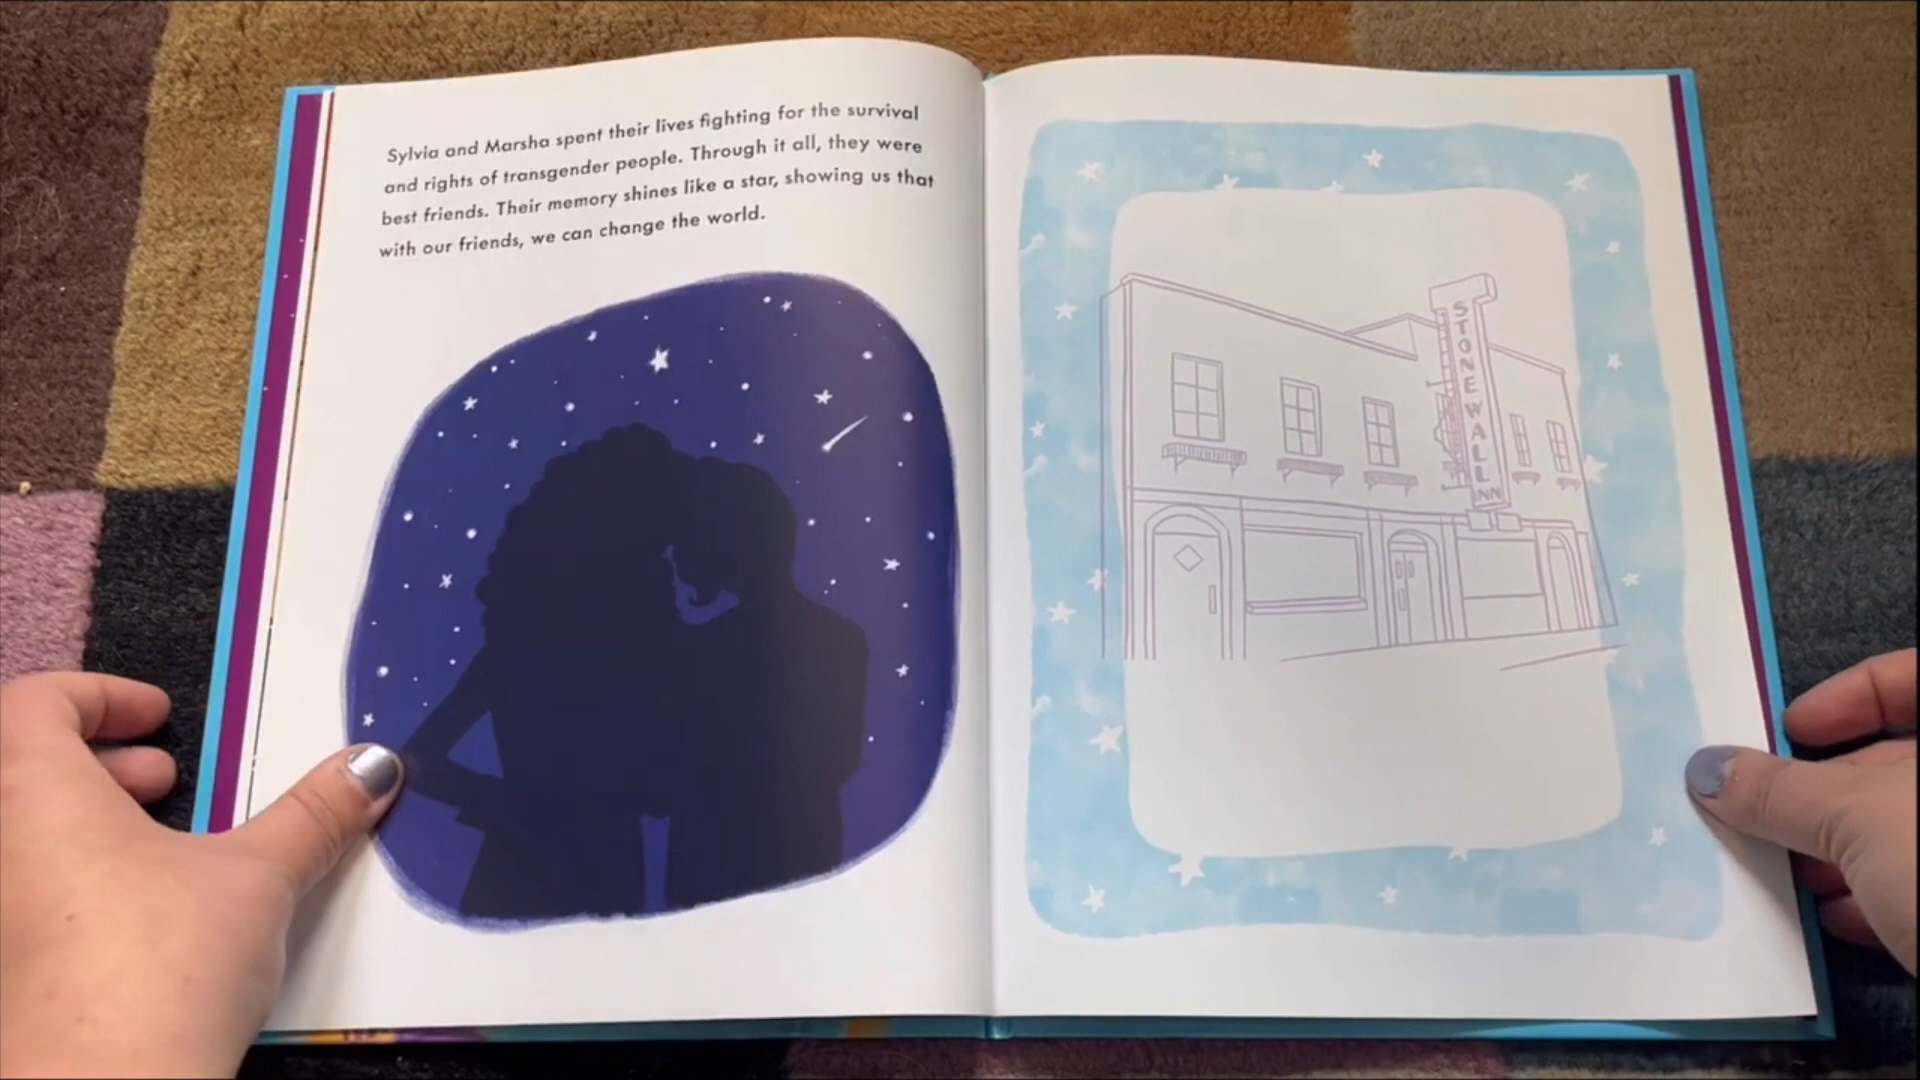 Sylvia and Marsha spent their lives fighting for the survival
and rights of transgender people. Through it all, they were
best friends. Their memory shines like a star, showing us that
with our friends, we can change the world.
STONEWALL
INN